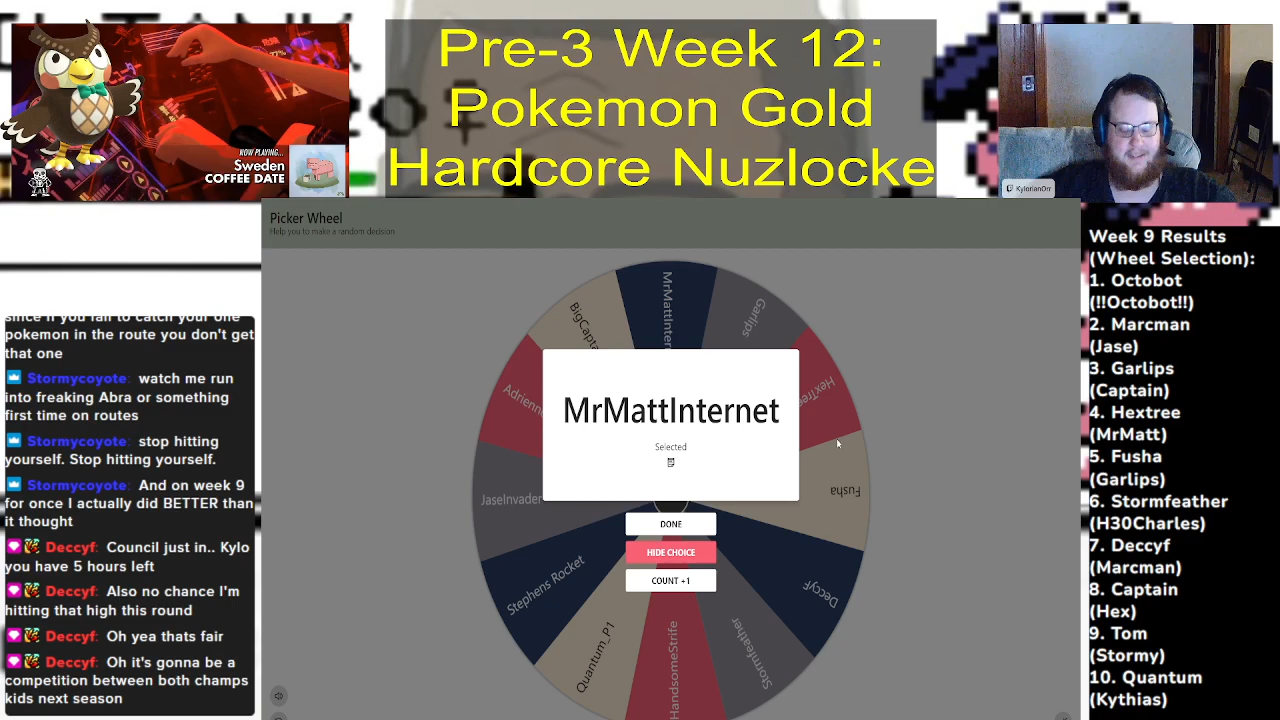 Pre-3 Week 12:
Pokemon Gold
Hardcore Nuzlocke
NOW PLAYING...
Sweden
COFFEE DATE
KylorianOrr
Picker Wheel
Help you to make a random decision
MrMattIntern
Garlips
HexTree
Fusha
DeccyF
Stormfeather
HandsomeStrife
Quantum_P1
Stephens Rocket
JaseInvader
Adrienn
BigCapta
MrMattInternet
Selected
DONE
HIDE CHOICE
COUNT +1
since if you fail to catch your one
pokemon in the route you don't get
that one
Stormycoyote: watch me run
into freaking Abra or something
first time on routes
Stormycoyote: stop hitting
yourself. Stop hitting yourself.
Stormycoyote: And on week 9
for once I actually did BETTER than
it thought
Deccyf: Council just in.. Kylo
you have 5 hours left
Deccyf: Also no chance I'm
hitting that high this round
Deccyf: Oh yea thats fair
Deccyf: Oh it's gonna be a
competition between both champs
kids next season
Week 9 Results
(Wheel Selection):
1. Octobot
(!!Octobot!!)
2. Marcman
(Jase)
3. Garlips
(Captain)
4. Hextree
(MrMatt)
5. Fusha
(Garlips)
6. Stormfeather
(H30Charles)
7. Deccyf
(Marcman)
8. Captain
(Hex)
9. Tom
(Stormy)
10. Quantum
(Kythias)